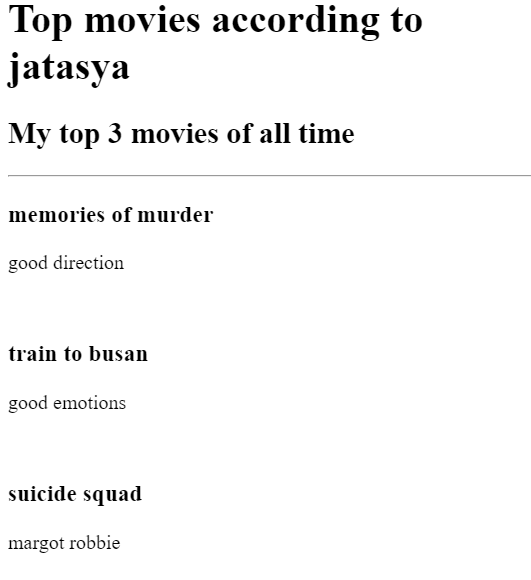 Top movies according to
jatasya
My top 3 movies of all time
memories of murder
good direction
train to busan
good emotions
suicide squad
margot robbie